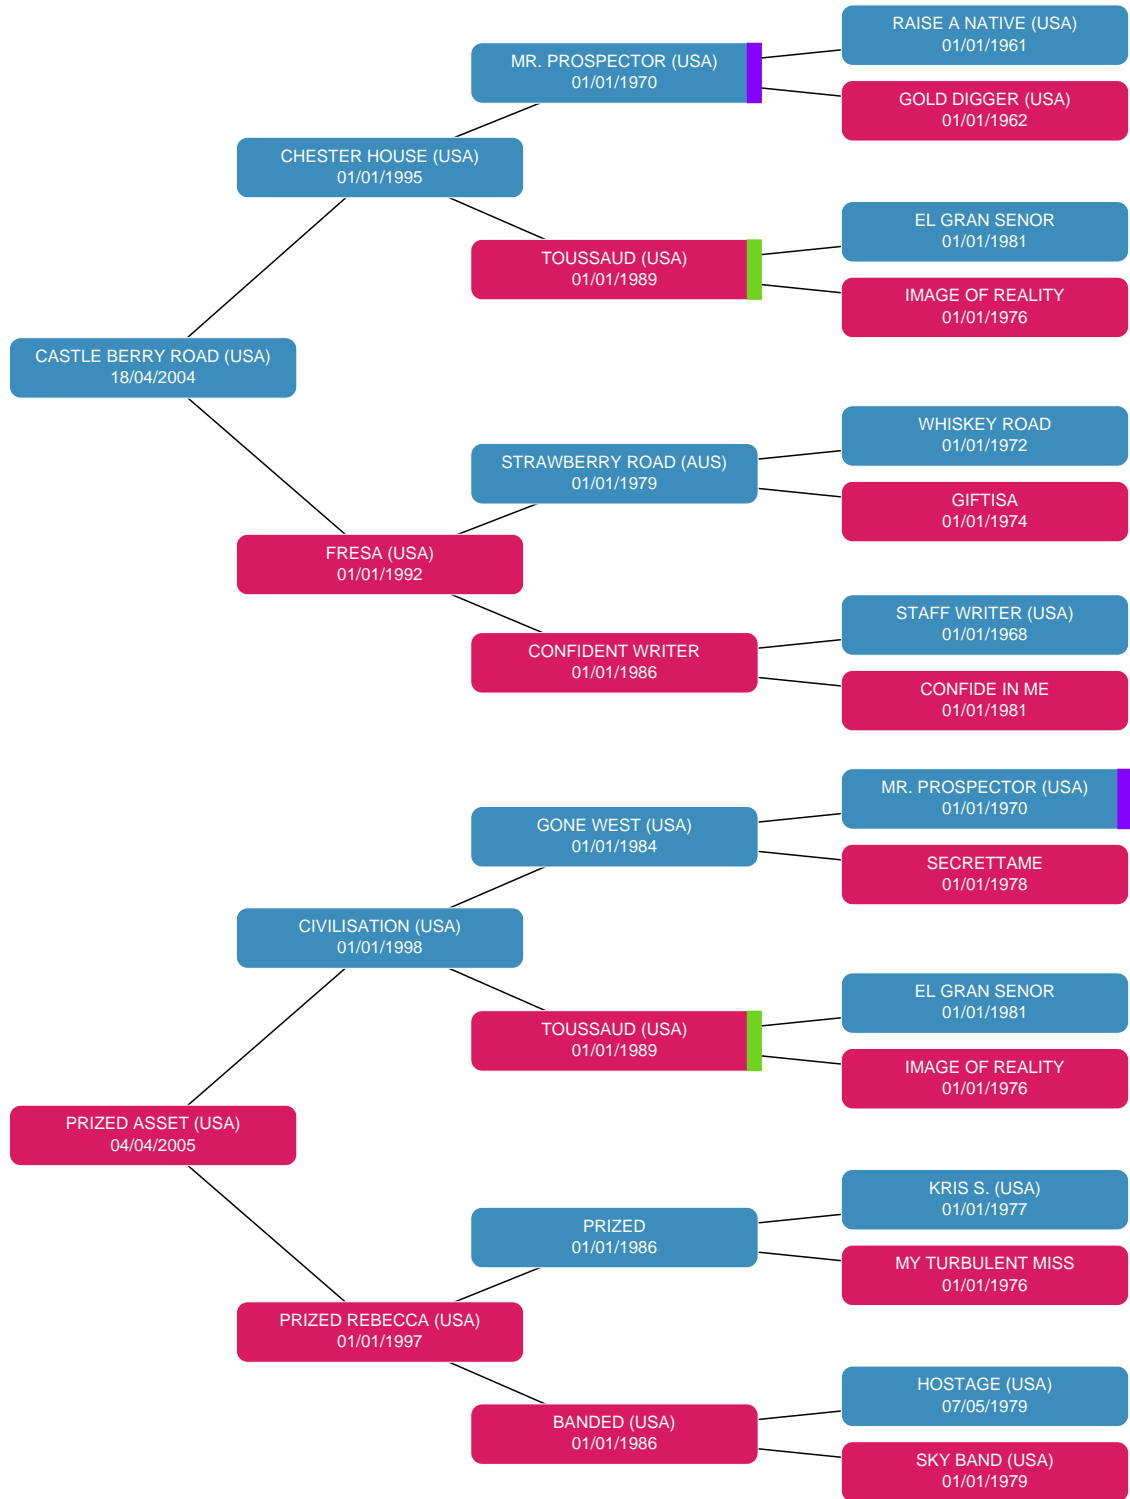 RAISE A NATIVE (USA)
01/01/1961
MR. PROSPECTOR (USA)
01/01/1970
GOLD DIGGER (USA)
01/01/1962
CHESTER HOUSE (USA)
01/01/1995
EL GRAN SENOR
01/01/1981
TOUSSAUD (USA)
01/01/1989
IMAGE OF REALITY
01/01/1976
CASTLE BERRY ROAD (USA)
18/04/2004
WHISKEY ROAD
01/01/1972
STRAWBERRY ROAD (AUS)
01/01/1979
GIFTISA
01/01/1974
FRESA (USA)
01/01/1992
STAFF WRITER (USA)
01/01/1968
CONFIDENT WRITER
01/01/1986
CONFIDE IN ME
01/01/1981
MR. PROSPECTOR (USA)
01/01/1970
GONE WEST (USA)
01/01/1984
SECRETTAME
01/01/1978
CIVILISATION (USA)
01/01/1998
EL GRAN SENOR
01/01/1981
TOUSSAUD (USA)
01/01/1989
IMAGE OF REALITY
01/01/1976
PRIZED ASSET (USA)
04/04/2005
KRIS S. (USA)
01/01/1977
PRIZED
01/01/1986
MY TURBULENT MISS
01/01/1976
PRIZED REBECCA (USA)
01/01/1997
HOSTAGE (USA)
07/05/1979
BANDED (USA)
01/01/1986
SKY BAND (USA)
01/01/1979